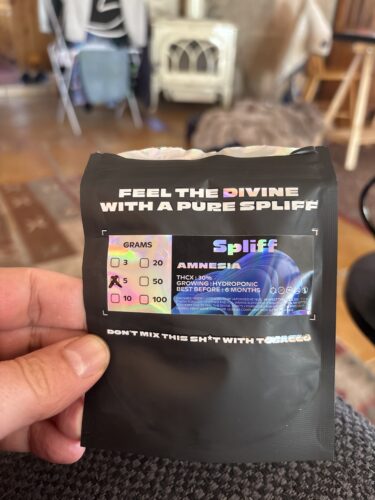 FEEL THE DIVINE
WITH A PURE SPLIFF
GRAMS
3
20
5
50
10
100
Spliff
AMNESIA
THCX: 30%
GROWING: HYDROPONIC
BEST BEFORE: 6 MONTHS
DON'T MIX THIS SH*T WITH TOBACCO